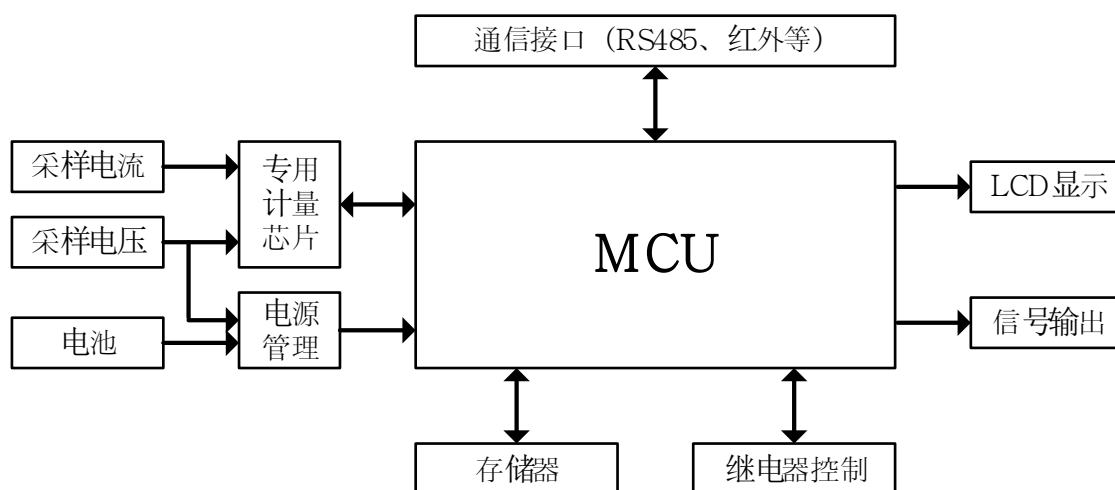 通信接口（RS485、红外等）
采样电流
专用
计量
芯片
采样电压
MCU
LCD显示
电池
电源
管理
信号输出
存储器
继电器控制